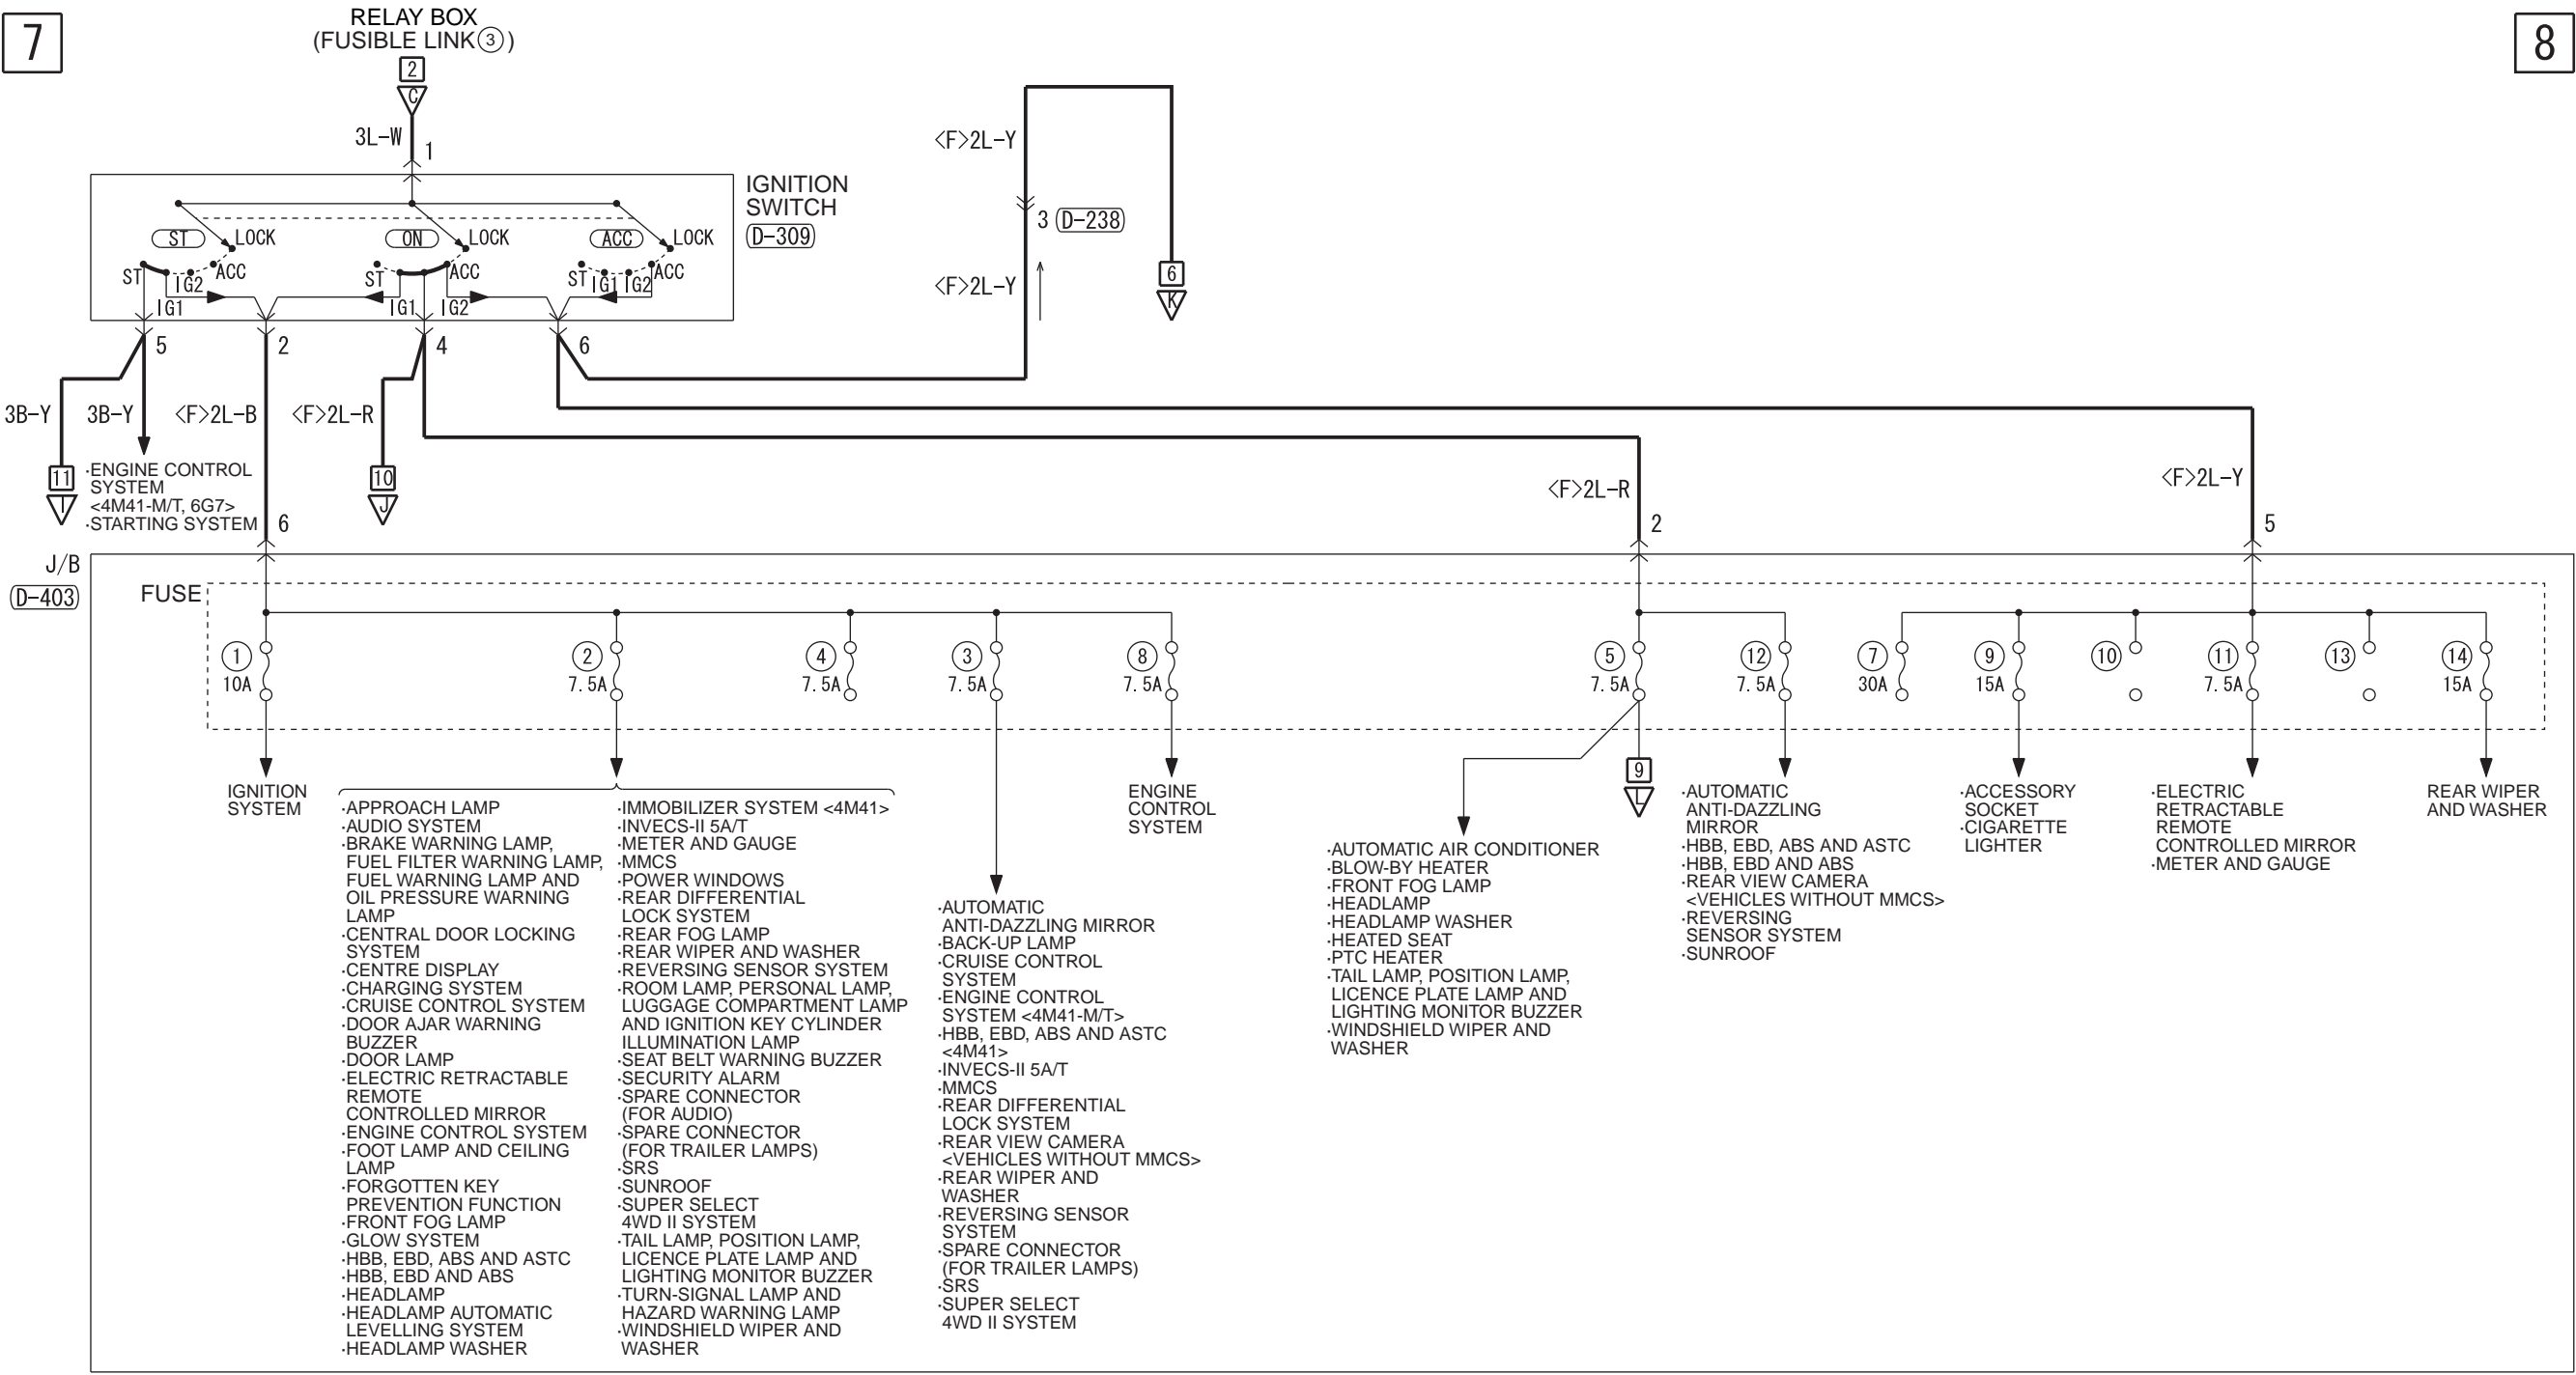 7
8
RELAY BOX
(FUSIBLE LINK③)
2
C
3L-W
1
IGNITION
SWITCH
D-309
ST
LOCK
ON
LOCK
ACC
LOCK
ST
IG1
IG2
ACC
ST
IG1
IG2
ACC
ST
IG1
IG2
ACC
5
2
4
6
<F>2L-Y
3
D-238
<F>2L-Y
6
K
3B-Y
3B-Y
<F>2L-B
<F>2L-R
11
I
·ENGINE CONTROL
SYSTEM
<4M41-M/T, 6G7>
·STARTING SYSTEM
6
10
J
<F>2L-R
2
<F>2L-Y
5
J/B
D-403
FUSE
① 10A
② 7.5A
④ 7.5A
③ 7.5A
⑧ 7.5A
⑤ 7.5A
⑫ 7.5A
⑦ 30A
⑨ 15A
⑩
⑪ 7.5A
⑬
⑭ 15A
IGNITION
SYSTEM
·APPROACH LAMP
·AUDIO SYSTEM
·BRAKE WARNING LAMP,
FUEL FILTER WARNING LAMP,
FUEL WARNING LAMP AND
OIL PRESSURE WARNING
LAMP
·CENTRAL DOOR LOCKING
SYSTEM
·CENTRE DISPLAY
·CHARGING SYSTEM
·CRUISE CONTROL SYSTEM
·DOOR AJAR WARNING
BUZZER
·DOOR LAMP
·ELECTRIC RETRACTABLE
REMOTE
CONTROLLED MIRROR
·ENGINE CONTROL SYSTEM
·FOOT LAMP AND CEILING
LAMP
·FORGOTTEN KEY
PREVENTION FUNCTION
·FRONT FOG LAMP
·GLOW SYSTEM
·HBB, EBD, ABS AND ASTC
·HBB, EBD AND ABS
·HEADLAMP
·HEADLAMP AUTOMATIC
LEVELLING SYSTEM
·HEADLAMP WASHER
·IMMOBILIZER SYSTEM <4M41>
·INVECS-II 5A/T
·METER AND GAUGE
·MMCS
·POWER WINDOWS
·REAR DIFFERENTIAL
LOCK SYSTEM
·REAR FOG LAMP
·REAR WIPER AND WASHER
·REVERSING SENSOR SYSTEM
·ROOM LAMP, PERSONAL LAMP,
LUGGAGE COMPARTMENT LAMP
AND IGNITION KEY CYLINDER
ILLUMINATION LAMP
·SEAT BELT WARNING BUZZER
·SECURITY ALARM
·SPARE CONNECTOR
(FOR AUDIO)
·SPARE CONNECTOR
(FOR TRAILER LAMPS)
·SRS
·SUNROOF
·SUPER SELECT
4WD II SYSTEM
·TAIL LAMP, POSITION LAMP,
LICENCE PLATE LAMP AND
LIGHTING MONITOR BUZZER
·TURN-SIGNAL LAMP AND
HAZARD WARNING LAMP
·WINDSHIELD WIPER AND
WASHER
·AUTOMATIC
ANTI-DAZZLING MIRROR
·BACK-UP LAMP
·CRUISE CONTROL
SYSTEM
·ENGINE CONTROL
SYSTEM <4M41-M/T>
·HBB, EBD, ABS AND ASTC
<4M41>
·INVECS-II 5A/T
·MMCS
·REAR DIFFERENTIAL
LOCK SYSTEM
·REAR VIEW CAMERA
<VEHICLES WITHOUT MMCS>
·REAR WIPER AND
WASHER
·REVERSING SENSOR
SYSTEM
·SPARE CONNECTOR
(FOR TRAILER LAMPS)
·SRS
·SUPER SELECT
4WD II SYSTEM
ENGINE
CONTROL
SYSTEM
·AUTOMATIC AIR CONDITIONER
·BLOW-BY HEATER
·FRONT FOG LAMP
·HEADLAMP
·HEADLAMP WASHER
·HEATED SEAT
·PTC HEATER
·TAIL LAMP, POSITION LAMP,
LICENCE PLATE LAMP AND
LIGHTING MONITOR BUZZER
·WINDSHIELD WIPER AND
WASHER
9
L
·AUTOMATIC
ANTI-DAZZLING
MIRROR
·HBB, EBD, ABS AND ASTC
·HBB, EBD AND ABS
·REAR VIEW CAMERA
<VEHICLES WITHOUT MMCS>
·REVERSING
SENSOR SYSTEM
·SUNROOF
·ACCESSORY
SOCKET
·CIGARETTE
LIGHTER
·ELECTRIC
RETRACTABLE
REMOTE
CONTROLLED MIRROR
·METER AND GAUGE
REAR WIPER
AND WASHER